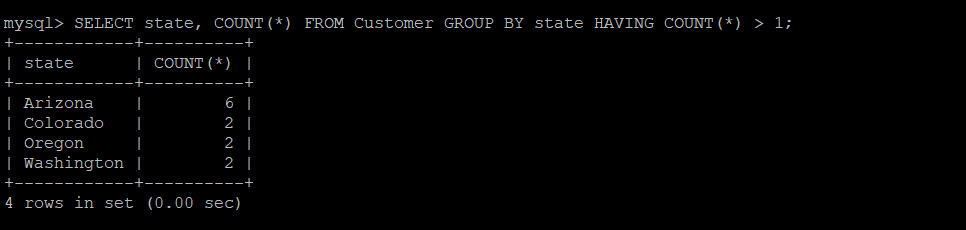 mysql> SELECT state, COUNT(*) FROM Customer GROUP BY state HAVING COUNT(*) > 1;
+------------+----------+
| state      | COUNT(*) |
+------------+----------+
| Arizona    |        6 |
| Colorado   |        2 |
| Oregon     |        2 |
| Washington |        2 |
+------------+----------+
4 rows in set (0.00 sec)